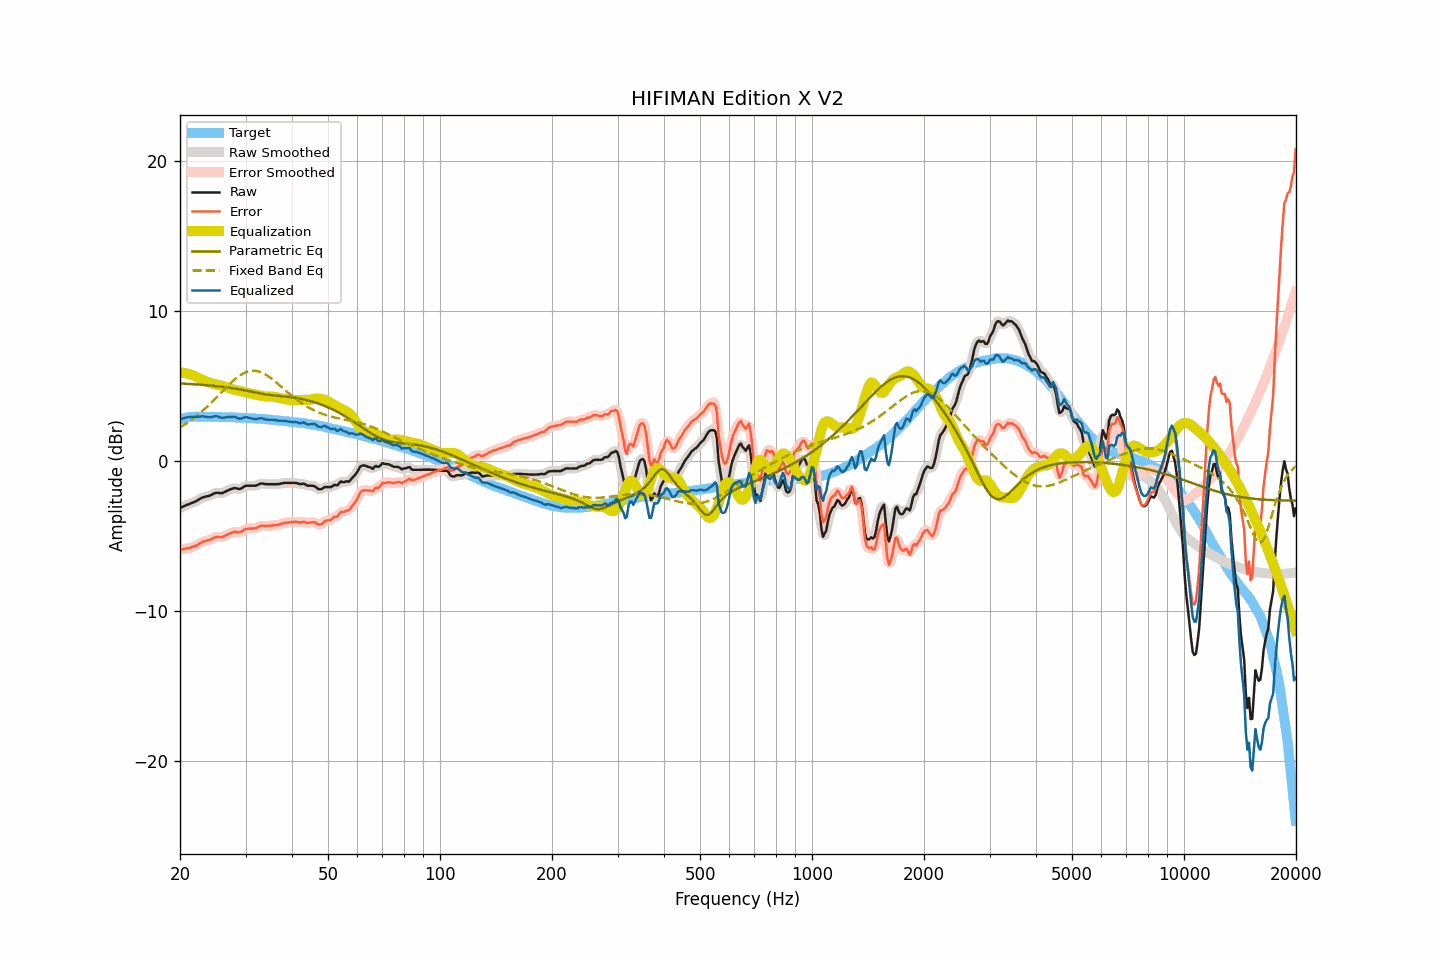 HIFIMAN Edition X V2
Target
Raw Smoothed
Error Smoothed
Raw
Error
Equalization
Parametric Eq
Fixed Band Eq
Equalized
20
10
0
−10
−20
Amplitude (dBr)
20 50 100 200 500 1000 2000 5000 10000 20000
Frequency (Hz)